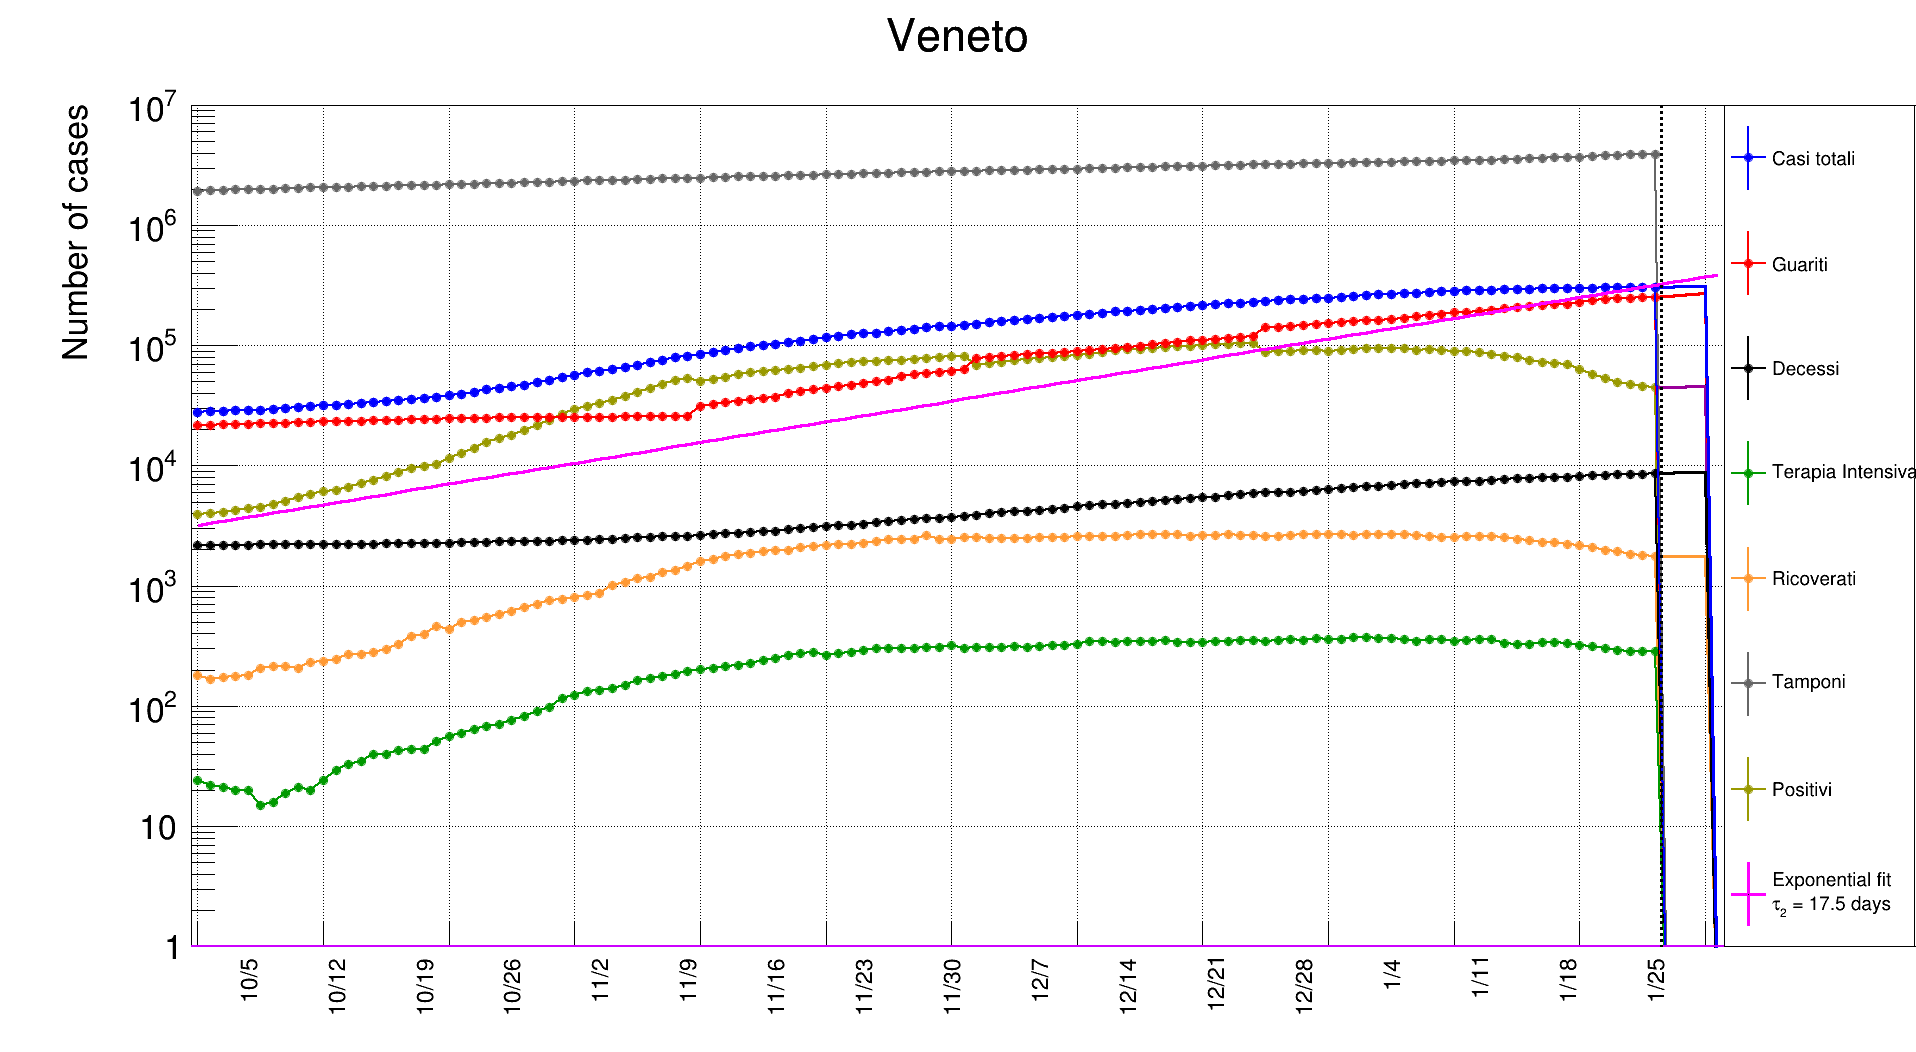 Veneto
Number of cases
10^7
10^6
10^5
10^4
10^3
10^2
10
1
10/5
10/12
10/19
10/26
11/2
11/9
11/16
11/23
11/30
12/7
12/14
12/21
12/28
1/4
1/11
1/18
1/25
Casi totali
Guariti
Decessi
Terapia Intensiva
Ricoverati
Tamponi
Positivi
Exponential fit
τ₂ = 17.5 days